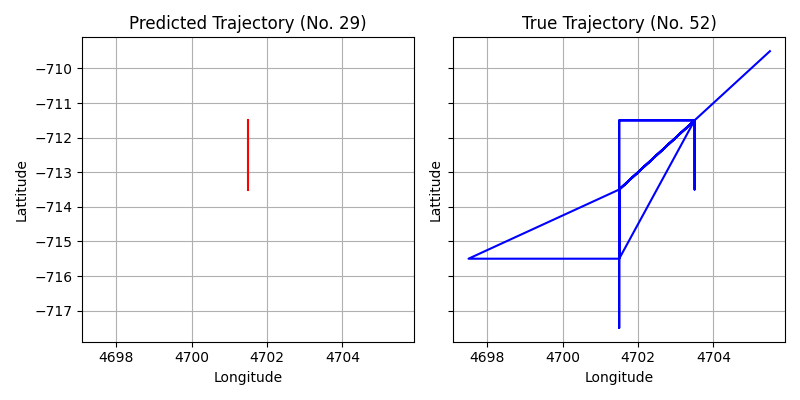 Predicted Trajectory (No. 29)
True Trajectory (No. 52)
−710
−711
−712
−713
−714
−715
−716
−717
Lattitude
Lattitude
4698 4700 4702 4704
4698 4700 4702 4704
Longitude
Longitude